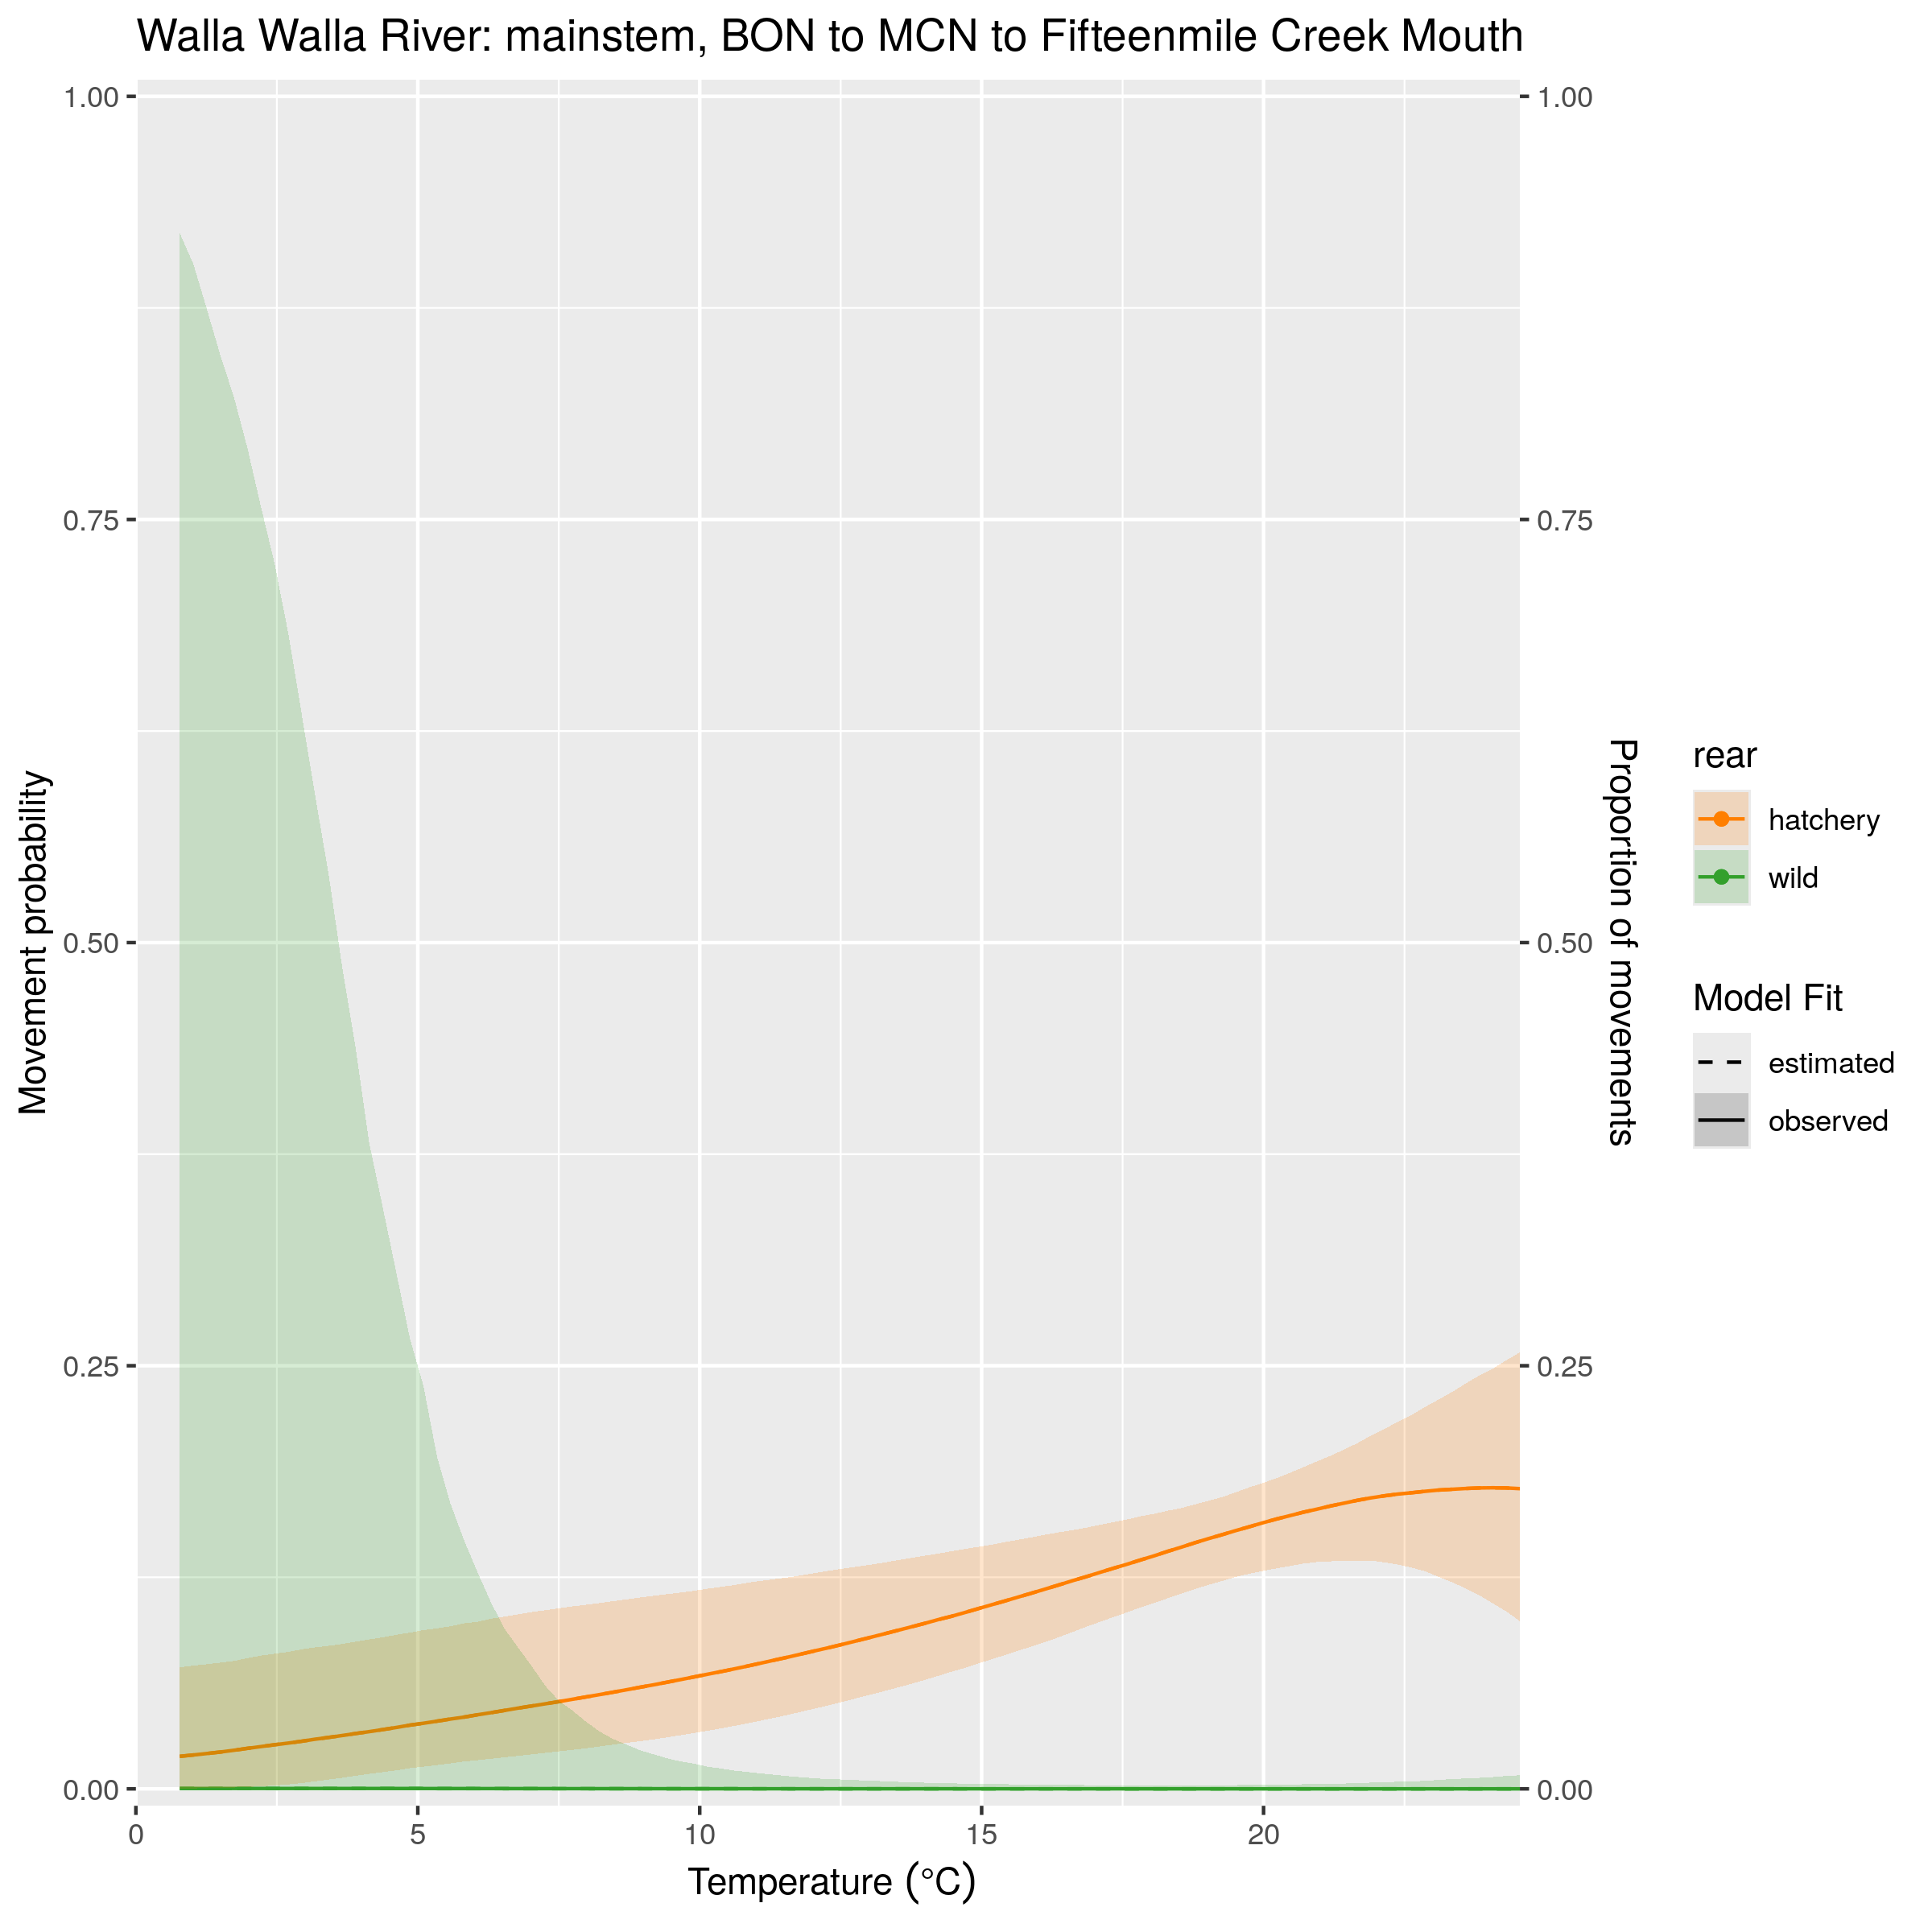 Walla Walla River: mainstem, BON to MCN to Fifteenmile Creek Mouth
1.00
0.75
0.50
0.25
0.00
Movement probability
0
5
10
15
20
Temperature (°C)
1.00
0.75
0.50
0.25
0.00
Proportion of movements
rear
hatchery
wild
Model Fit
estimated
observed